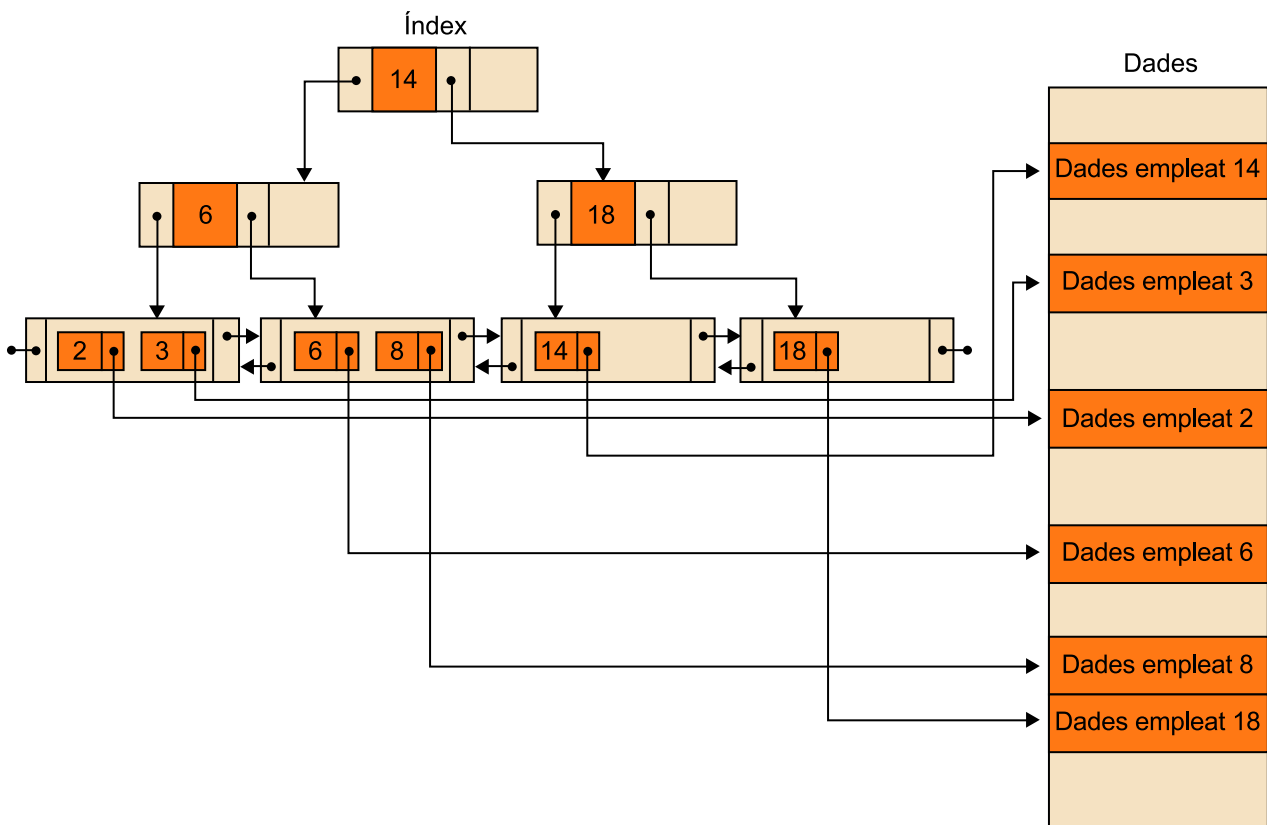 Índex
14
6
18
2 3 6 8 14 18
Dades
Dades empleat 14
Dades empleat 3
Dades empleat 2
Dades empleat 6
Dades empleat 8
Dades empleat 18